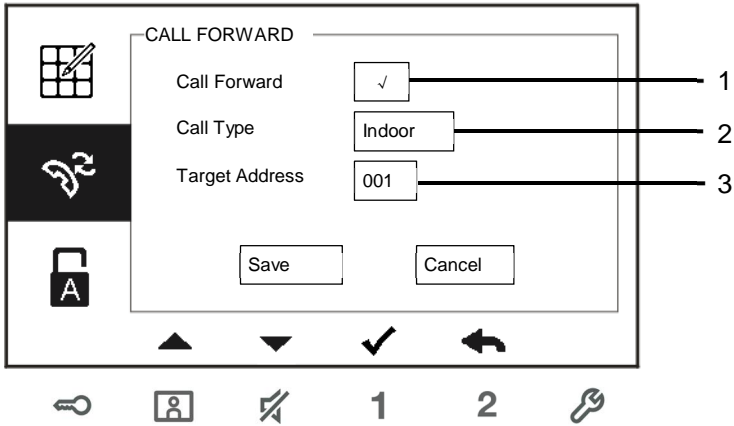 CALL FORWARD
Call Forward √ 1
Call Type Indoor 2
Target Address 001 3
Save Cancel
A
1 2